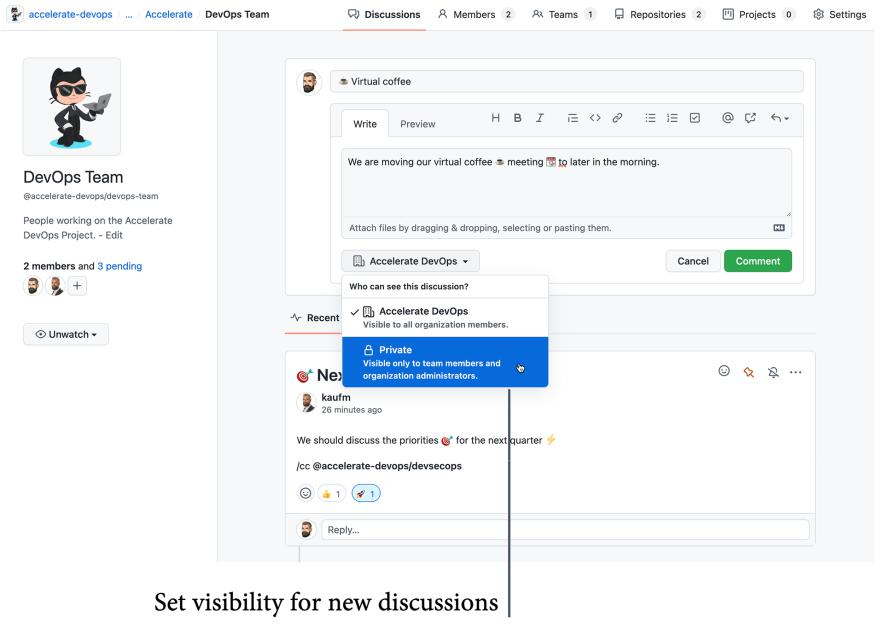 accelerate-devops / ... / Accelerate / DevOps Team
Discussions Members 2 Teams 1 Repositories 2 Projects 0 Settings
DevOps Team
@accelerate-devops/devops-team
People working on the Accelerate
DevOps Project. - Edit
2 members and 3 pending
Unwatch
☕ Virtual coffee
Write Preview
We are moving our virtual coffee ☕ meeting 📆 to later in the morning.
Attach files by dragging & dropping, selecting or pasting them.
Accelerate DevOps
Cancel Comment
Who can see this discussion?
Accelerate DevOps
Visible to all organization members.
Private
Visible only to team members and
organization administrators.
Recent
🎯 Ne
kaufm
26 minutes ago
We should discuss the priorities 🎯 for the next quarter ⚡
/cc @accelerate-devops/devsecops
👍 1 🚀 1
Reply...
Set visibility for new discussions